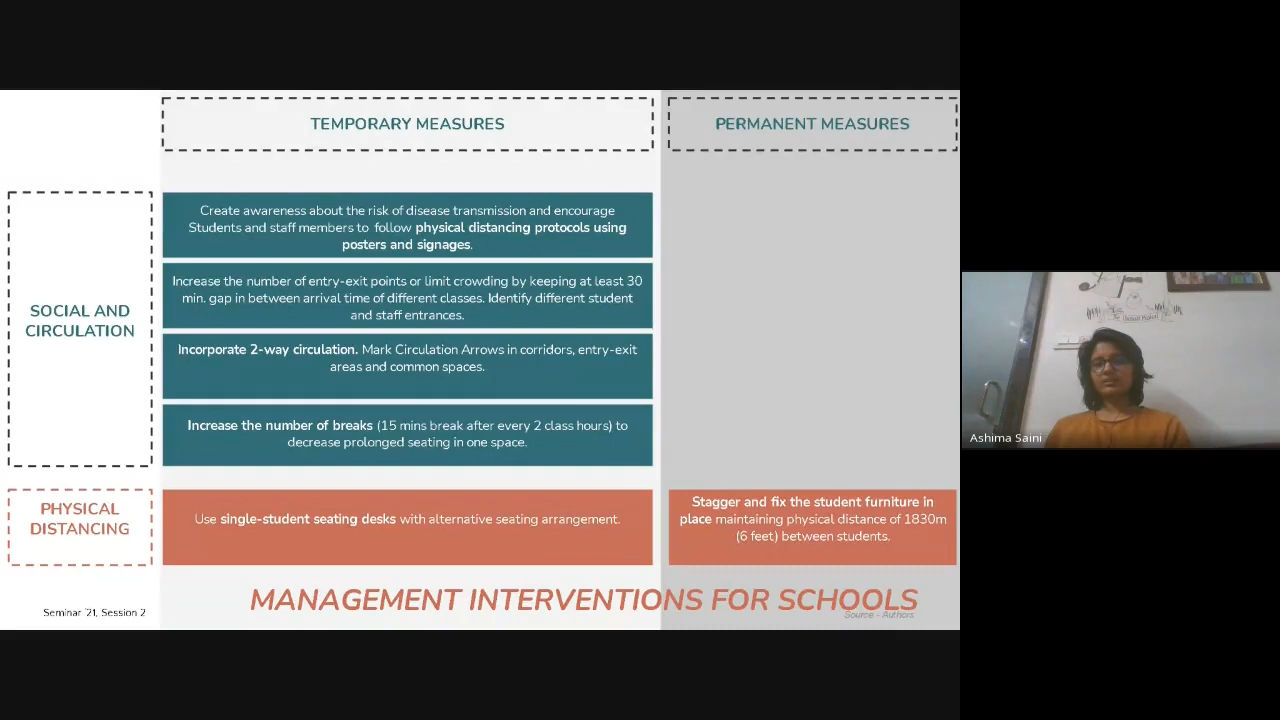 TEMPORARY MEASURES
PERMANENT MEASURES
SOCIAL AND
CIRCULATION
Create awareness about the risk of disease transmission and encourage
Students and staff members to follow physical distancing protocols using
posters and signages.
Increase the number of entry-exit points or limit crowding by keeping at least 30
min. gap in between arrival time of different classes. Identify different student
and staff entrances.
Incorporate 2-way circulation. Mark Circulation Arrows in corridors, entry-exit
areas and common spaces.
Increase the number of breaks (15 mins break after every 2 class hours) to
decrease prolonged seating in one space.
PHYSICAL
DISTANCING
Use single-student seating desks with alternative seating arrangement.
Stagger and fix the student furniture in
place maintaining physical distance of 1830m
(6 feet) between students.
MANAGEMENT INTERVENTIONS FOR SCHOOLS
Source - Authors
Seminar '21, Session 2
Ashima Saini